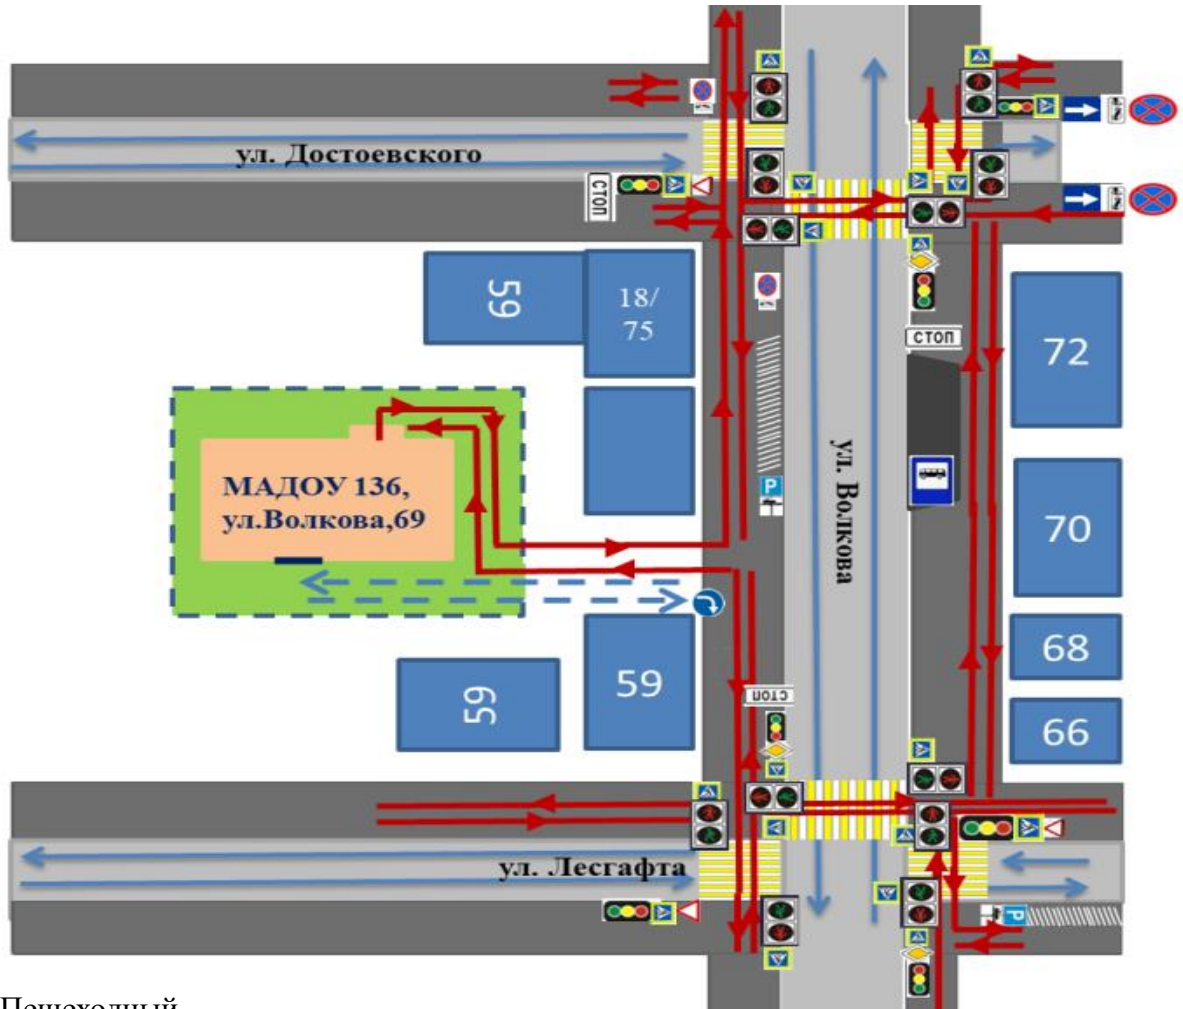 ул. Достоевского
СТОП
59
18/
75
СТОП
72
ул. Волкова
МАДОУ 136,
ул.Волкова,69
P
70
59
59
СТОП
68
66
ул. Лесгафта
P
Пешеходный